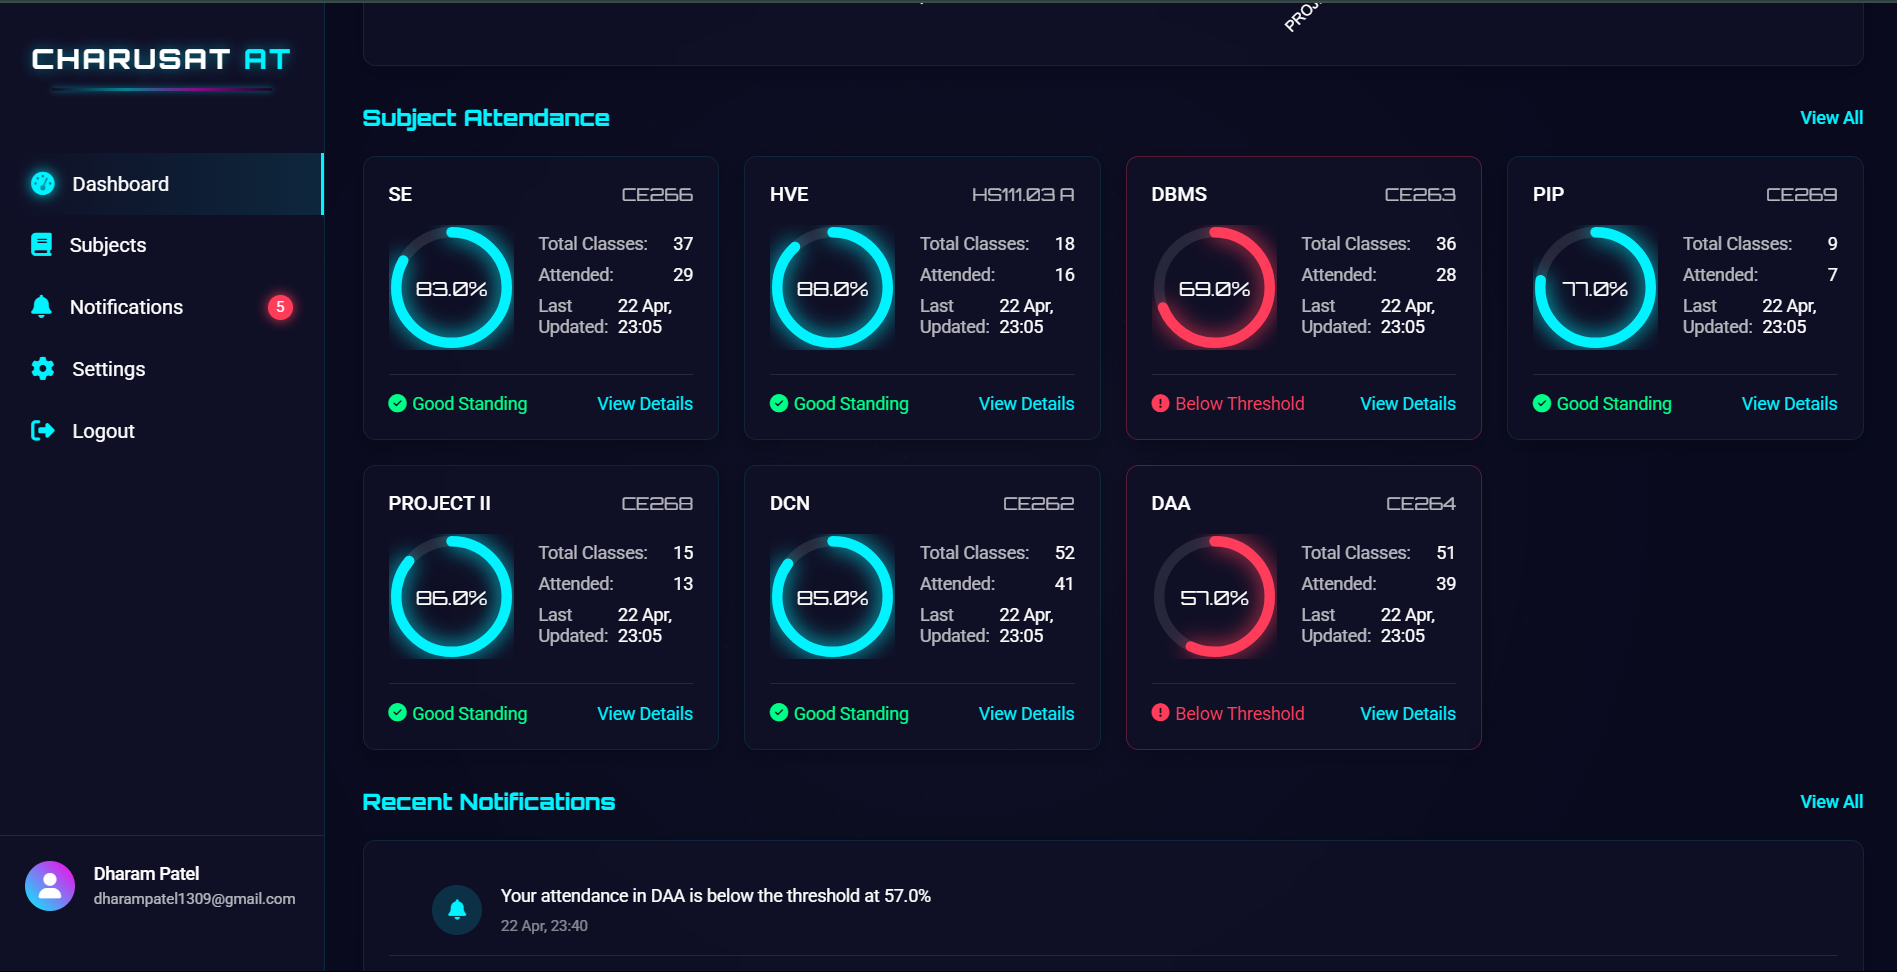 CHARUSAT AT
Dashboard
Subjects
Notifications 5
Settings
Logout
Dharam Patel
dharampatel1309@gmail.com
Subject Attendance View All
SE CE266
83.0%
Total Classes: 37
Attended: 29
Last Updated: 22 Apr, 23:05
Good Standing View Details
HVE HS111.03 A
88.0%
Total Classes: 18
Attended: 16
Last Updated: 22 Apr, 23:05
Good Standing View Details
DBMS CE263
69.0%
Total Classes: 36
Attended: 28
Last Updated: 22 Apr, 23:05
Below Threshold View Details
PIP CE269
77.0%
Total Classes: 9
Attended: 7
Last Updated: 22 Apr, 23:05
Good Standing View Details
PROJECT II CE268
86.0%
Total Classes: 15
Attended: 13
Last Updated: 22 Apr, 23:05
Good Standing View Details
DCN CE262
85.0%
Total Classes: 52
Attended: 41
Last Updated: 22 Apr, 23:05
Good Standing View Details
DAA CE264
57.0%
Total Classes: 51
Attended: 39
Last Updated: 22 Apr, 23:05
Below Threshold View Details
Recent Notifications View All
Your attendance in DAA is below the threshold at 57.0%
22 Apr, 23:40